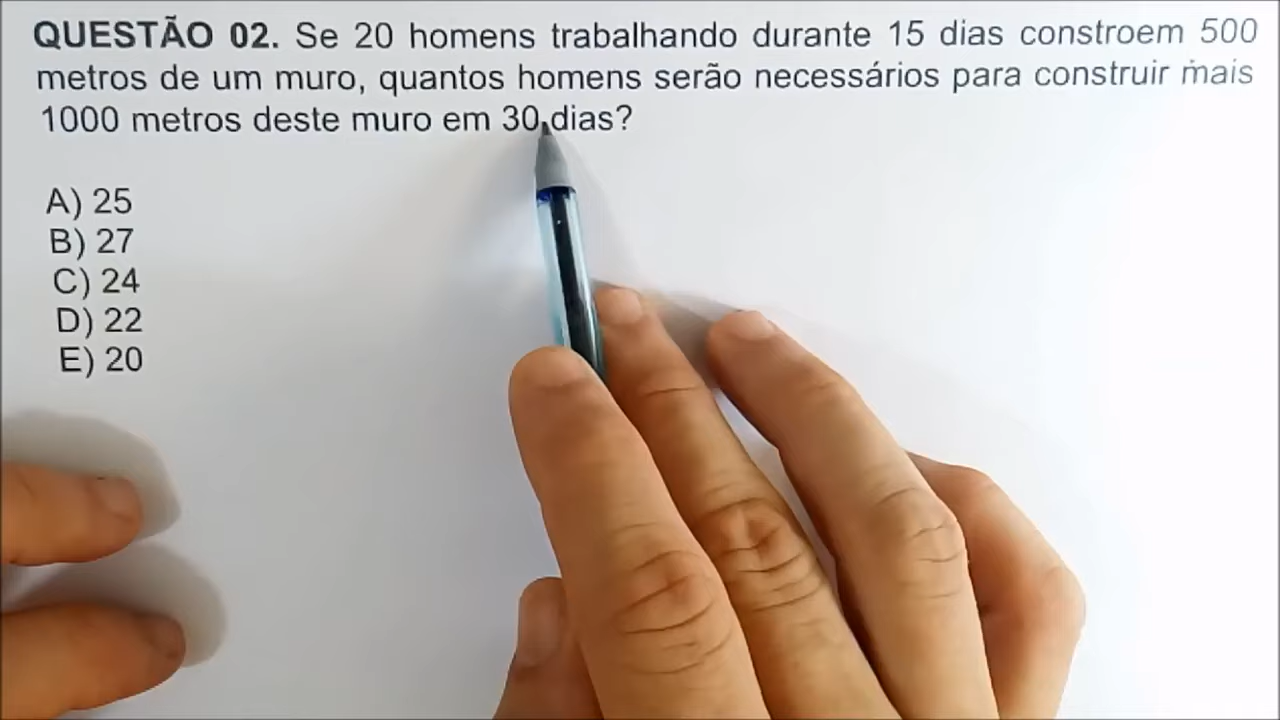 QUESTÃO 02. Se 20 homens trabalhando durante 15 dias constroem 500
metros de um muro, quantos homens serão necessários para construir mais
1000 metros deste muro em 30 dias?
A) 25
B) 27
C) 24
D) 22
E) 20